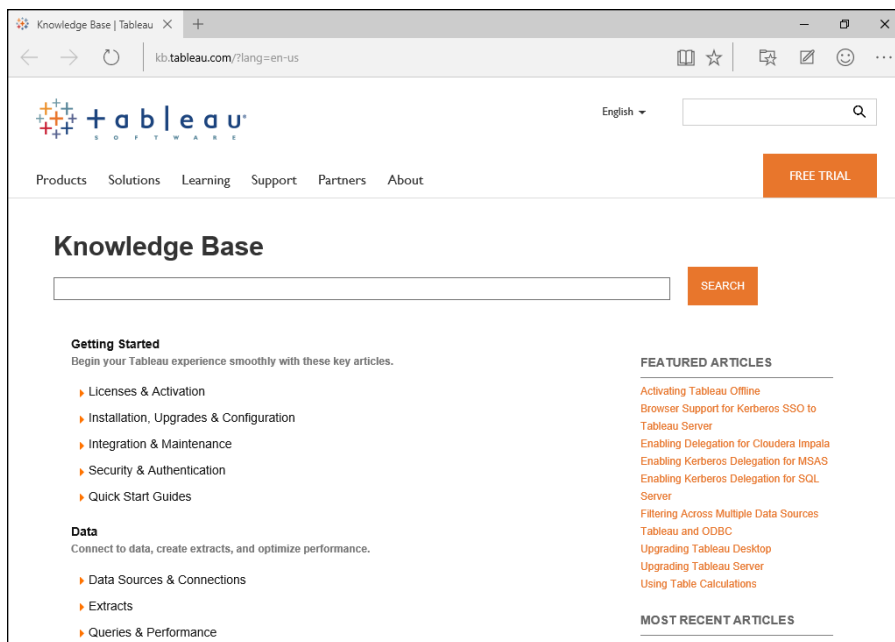 Knowledge Base | Tableau
kb.tableau.com/?lang=en-us
tableau
SOFTWARE
English
Products Solutions Learning Support Partners About
FREE TRIAL
Knowledge Base
SEARCH
Getting Started
Begin your Tableau experience smoothly with these key articles.
Licenses & Activation
Installation, Upgrades & Configuration
Integration & Maintenance
Security & Authentication
Quick Start Guides
Data
Connect to data, create extracts, and optimize performance.
Data Sources & Connections
Extracts
Queries & Performance
FEATURED ARTICLES
Activating Tableau Offline
Browser Support for Kerberos SSO to
Tableau Server
Enabling Delegation for Cloudera Impala
Enabling Kerberos Delegation for MSAS
Enabling Kerberos Delegation for SQL
Server
Filtering Across Multiple Data Sources
Tableau and ODBC
Upgrading Tableau Desktop
Upgrading Tableau Server
Using Table Calculations
MOST RECENT ARTICLES